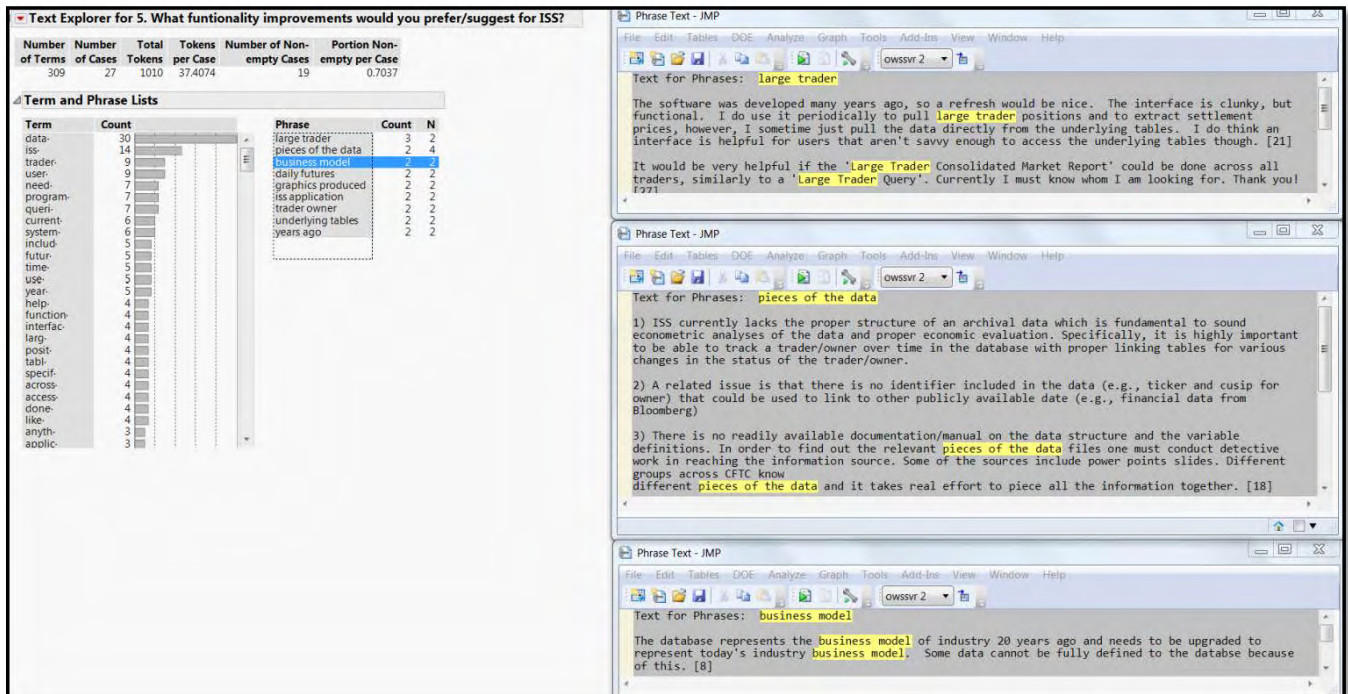 Text Explorer for 5. What funtionality improvements would you prefer/suggest for ISS?
Number of Terms Number of Cases Total Tokens Tokens per Case Number of Non-empty Cases Portion Non-empty per Case
309 27 1010 37.4074 19 0.7037
Term and Phrase Lists
Term Count
data· 30
iss· 14
trader· 9
user· 9
need· 7
program· 7
queri· 7
current· 6
system· 6
includ· 5
futur· 5
time· 5
use· 5
year· 5
help· 4
function· 4
interfac· 4
larg· 4
posit· 4
tabl· 4
specif· 4
across· 4
access· 4
done· 4
like· 4
anyth· 3
applic· 3
Phrase Count N
large trader 3 2
pieces of the data 2 4
business model 2 2
daily futures 2 2
graphics produced 2 2
iss application 2 2
trader owner 2 2
underlying tables 2 2
years ago 2 2
Phrase Text - JMP
File Edit Tables DOE Analyze Graph Tools Add-Ins View Window Help
owssvr 2
Text for Phrases: large trader
The software was developed many years ago, so a refresh would be nice. The interface is clunky, but
functional. I do use it periodically to pull large trader positions and to extract settlement
prices, however, I sometime just pull the data directly from the underlying tables. I do think an
interface is helpful for users that aren't savvy enough to access the underlying tables though. [21]
It would be very helpful if the 'Large Trader Consolidated Market Report' could be done across all
traders, similarly to a 'Large Trader Query'. Currently I must know whom I am looking for. Thank you!
[27]
Phrase Text - JMP
File Edit Tables DOE Analyze Graph Tools Add-Ins View Window Help
owssvr 2
Text for Phrases: pieces of the data
1) ISS currently lacks the proper structure of an archival data which is fundamental to sound
econometric analyses of the data and proper economic evaluation. Specifically, it is highly important
to be able to track a trader/owner over time in the database with proper linking tables for various
changes in the status of the trader/owner.
2) A related issue is that there is no identifier included in the data (e.g., ticker and cusip for
owner) that could be used to link to other publicly available date (e.g., financial data from
Bloomberg)
3) There is no readily available documentation/manual on the data structure and the variable
definitions. In order to find out the relevant pieces of the data files one must conduct detective
work in reaching the information source. Some of the sources include power points slides. Different
groups across CFTC know
different pieces of the data and it takes real effort to piece all the information together. [18]
Phrase Text - JMP
File Edit Tables DOE Analyze Graph Tools Add-Ins View Window Help
owssvr 2
Text for Phrases: business model
The database represents the business model of industry 20 years ago and needs to be upgraded to
represent today's industry business model. Some data cannot be fully defined to the databse because
of this. [8]